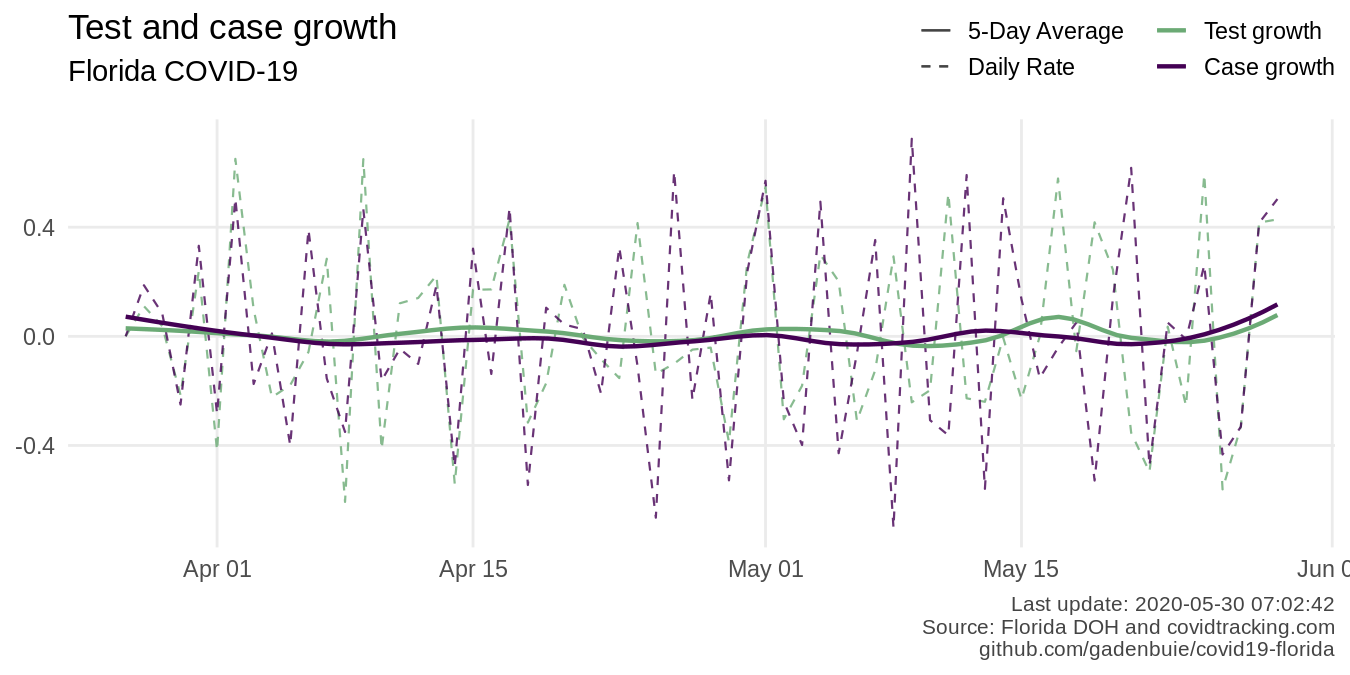 Test and case growth
Florida COVID-19
5-Day Average
Test growth
Daily Rate
Case growth
0.4
0.0
-0.4
Apr 01
Apr 15
May 01
May 15
Jun 0
Last update: 2020-05-30 07:02:42
Source: Florida DOH and covidtracking.com
github.com/gadenbuie/covid19-florida